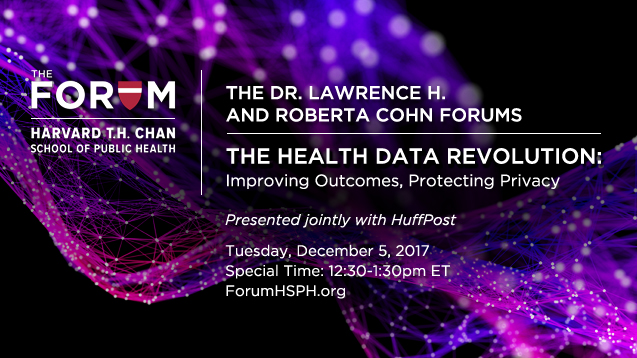 THE
FORUM
HARVARD T.H. CHAN
SCHOOL OF PUBLIC HEALTH
THE DR. LAWRENCE H.
AND ROBERTA COHN FORUMS
THE HEALTH DATA REVOLUTION:
Improving Outcomes, Protecting Privacy
Presented jointly with HuffPost
Tuesday, December 5, 2017
Special Time: 12:30-1:30pm ET
ForumHSPH.org